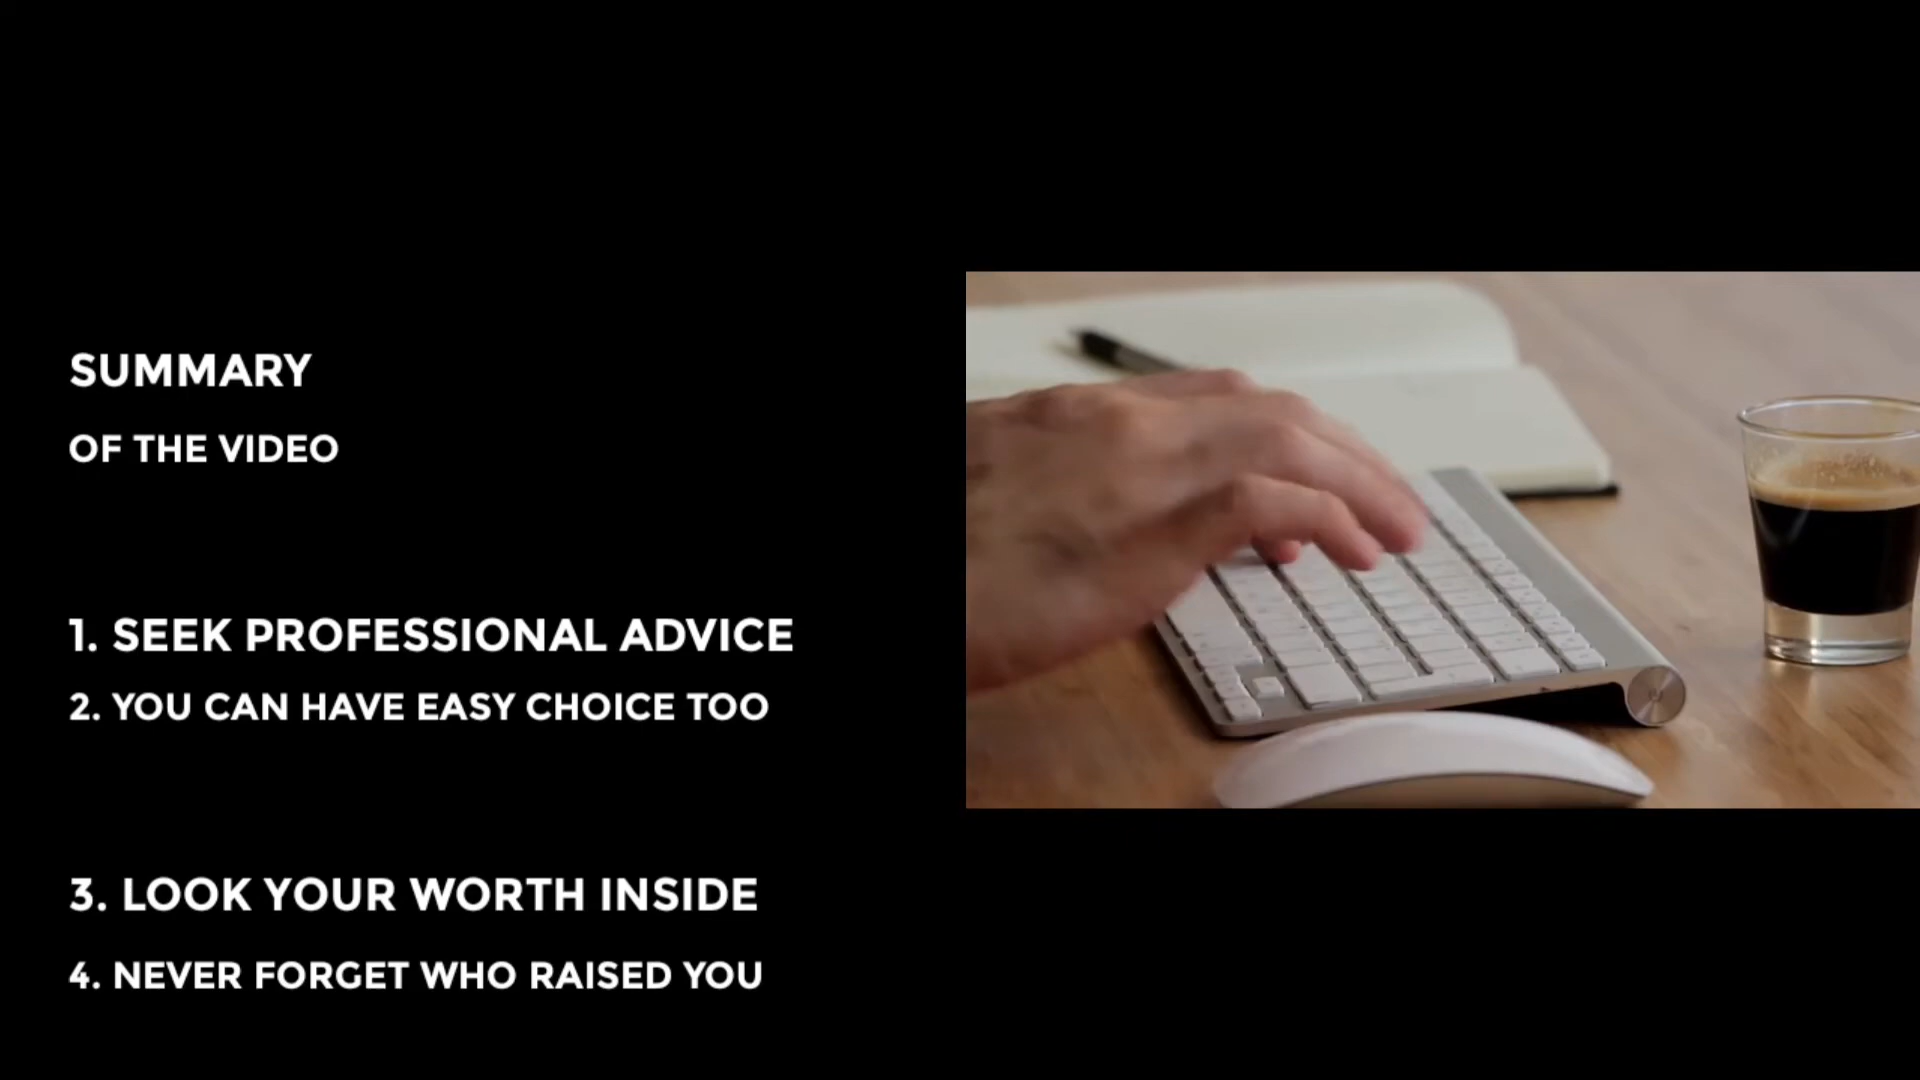 SUMMARY
OF THE VIDEO
1. SEEK PROFESSIONAL ADVICE
2. YOU CAN HAVE EASY CHOICE TOO
3. LOOK YOUR WORTH INSIDE
4. NEVER FORGET WHO RAISED YOU